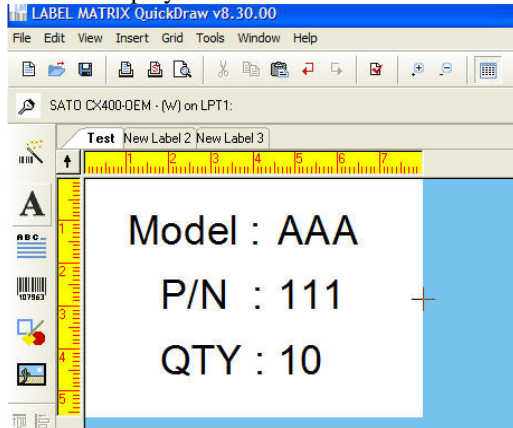 LABEL MATRIX QuickDraw v8.30.00
File Edit View Insert Grid Tools Window Help
SATO CX400-OEM - (W) on LPT1:
Test New Label 2 New Label 3
1 2 3 4 5 6 7
A
ABC
1
2
3
4
5
107963
Model : AAA
P/N : 111
QTY : 10